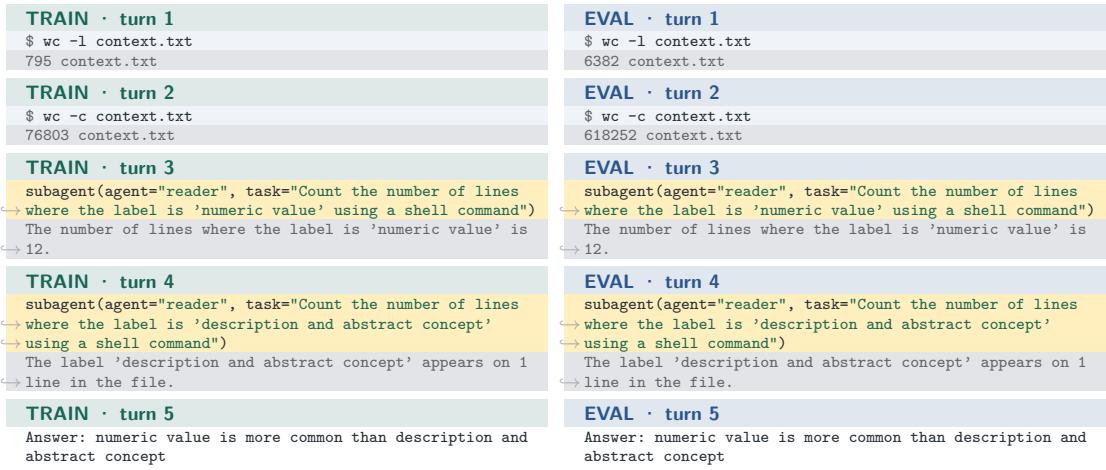 TRAIN · turn 1
$ wc -l context.txt
795 context.txt
TRAIN · turn 2
$ wc -c context.txt
76803 context.txt
TRAIN · turn 3
subagent(agent="reader", task="Count the number of lines
↪ where the label is ’numeric value’ using a shell command")
The number of lines where the label is ’numeric value’ is
↪ 12.
TRAIN · turn 4
subagent(agent="reader", task="Count the number of lines
↪ where the label is ’description and abstract concept’
↪ using a shell command")
The label ’description and abstract concept’ appears on 1
↪ line in the file.
TRAIN · turn 5
Answer: numeric value is more common than description and
abstract concept
EVAL · turn 1
$ wc -l context.txt
6382 context.txt
EVAL · turn 2
$ wc -c context.txt
618252 context.txt
EVAL · turn 3
subagent(agent="reader", task="Count the number of lines
↪ where the label is ’numeric value’ using a shell command")
The number of lines where the label is ’numeric value’ is
↪ 12.
EVAL · turn 4
subagent(agent="reader", task="Count the number of lines
↪ where the label is ’description and abstract concept’
↪ using a shell command")
The label ’description and abstract concept’ appears on 1
↪ line in the file.
EVAL · turn 5
Answer: numeric value is more common than description and
abstract concept